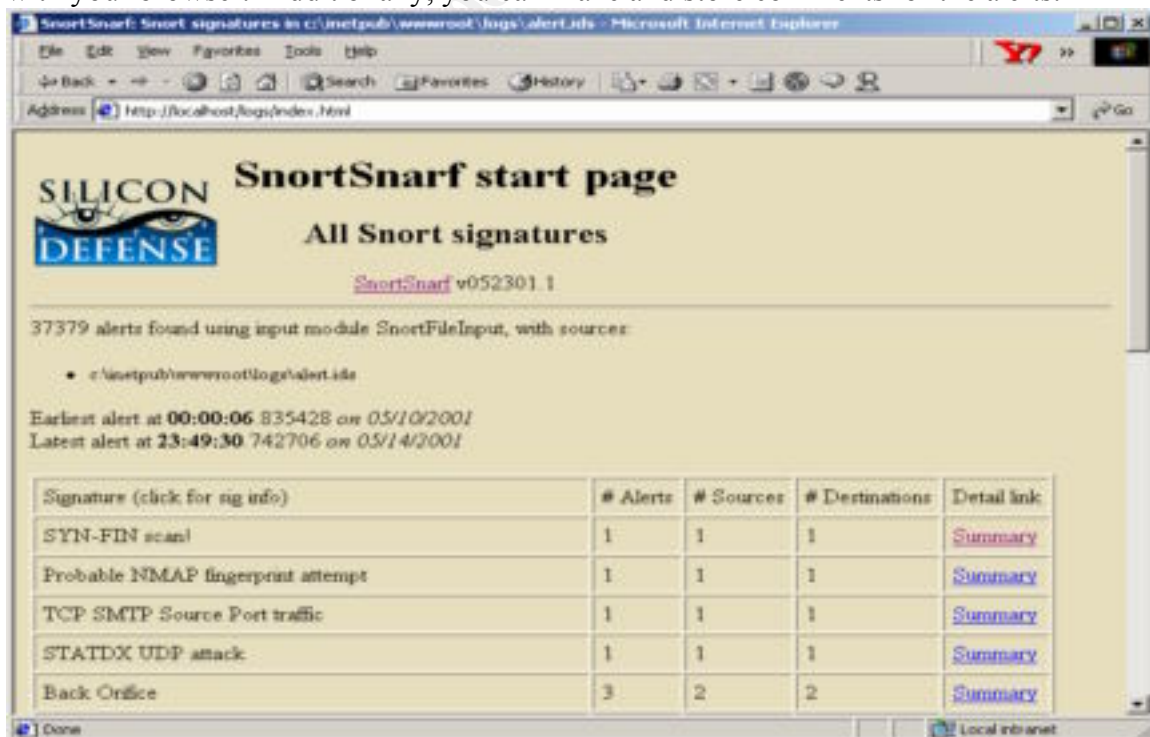 SnortSnarf: Snort signatures in c:\inetpub\wwwroot\logs\alert.ids - Microsoft Internet Explorer
File Edit View Favorites Tools Help
Back Search Favorites History
Address http://localhost/logs/index.html Go
SILICON DEFENSE
SnortSnarf start page
All Snort signatures
SnortSnarf v052301.1
37379 alerts found using input module SnortFileInput, with sources:
• c:\inetpub\wwwroot\logs\alert.ids
Earliest alert at 00:00:06.835428 on 05/10/2001
Latest alert at 23:49:30.742706 on 05/14/2001
Signature (click for sig info) # Alerts # Sources # Destinations Detail link
SYN-FIN scan! 1 1 1 Summary
Probable NMAP fingerprint attempt 1 1 1 Summary
TCP SMTP Source Port traffic 1 1 1 Summary
STATDX UDP attack 1 1 1 Summary
Back Orifice 3 2 2 Summary
Done Local intranet